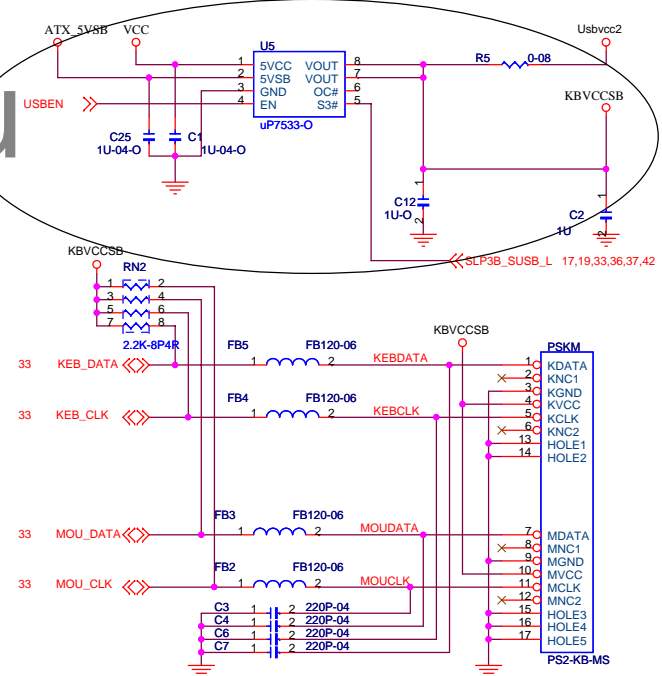 ATX_5VSB VCC Usbvcc2
U5
R5 0-08
1 5VCC VOUT 8
2 5VSB VOUT 7
3 GND OC# 6
4 EN S3# 5
USBEN
uP7533-O
KBVCCSB
C25 C1
1U-04-O 1U-04-O
1 1
C12 C2
1U-O 1U
2 2
SLP3B_SUSB_L 17,19,33,36,37,42
KBVCCSB
RN2
1 2
3 4
5 6
7 8
2.2K-8P4R
KBVCCSB
FB5 FB120-06 PSKM
33 KEB_DATA 1 2 KEBDATA 1 KDATA
2 KNC1
3 KGND
FB4 FB120-06 4 KVCC
33 KEB_CLK 1 2 KEBCLK 5 KCLK
6 KNC2
13 HOLE1
14 HOLE2
FB3 FB120-06
33 MOU_DATA 1 2 MOUDATA 7 MDATA
8 MNC1
9 MGND
FB2 FB120-06 10 MVCC
33 MOU_CLK 1 2 MOUCLK 11 MCLK
12 MNC2
C3 1 2 220P-04 15 HOLE3
C4 1 2 220P-04 16 HOLE4
C6 1 2 220P-04 17 HOLE5
C7 1 2 220P-04
PS2-KB-MS